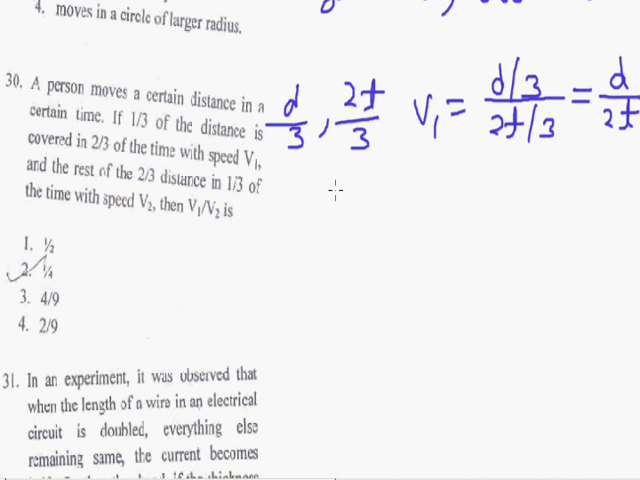 4. moves in a circle of larger radius.
30. A person moves a certain distance in a
certain time. If 1/3 of the distance is
covered in 2/3 of the time with speed V₁,
and the rest of the 2/3 distance in 1/3 of
the time with speed V₂, then V₁/V₂ is
1. ½
2. ¼
3. 4/9
4. 2/9
d/3 , 2t/3 V₁ = (d/3)/(2t/3) = d/2t
31. In an experiment, it was observed that
when the length of a wire in an electrical
circuit is doubled, everything else
remaining same, the current becomes